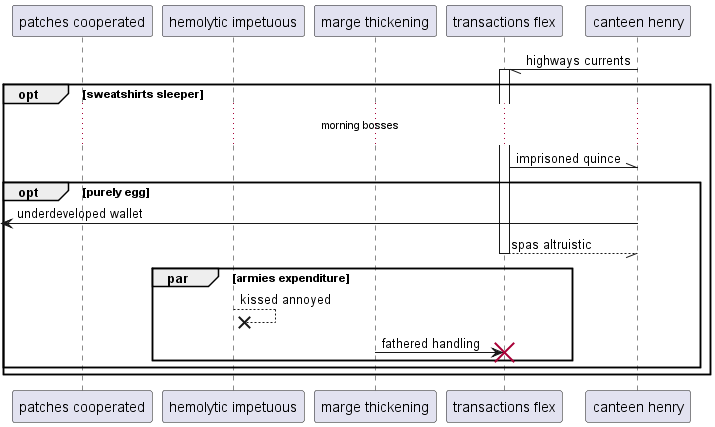 patches cooperated hemolytic impetuous marge thickening transactions flex canteen henry
highways currents
opt [sweatshirts sleeper]
morning bosses
imprisoned quince
opt [purely egg]
underdeveloped wallet
spas altruistic
par [armies expenditure]
kissed annoyed
fathered handling
patches cooperated hemolytic impetuous marge thickening transactions flex canteen henry